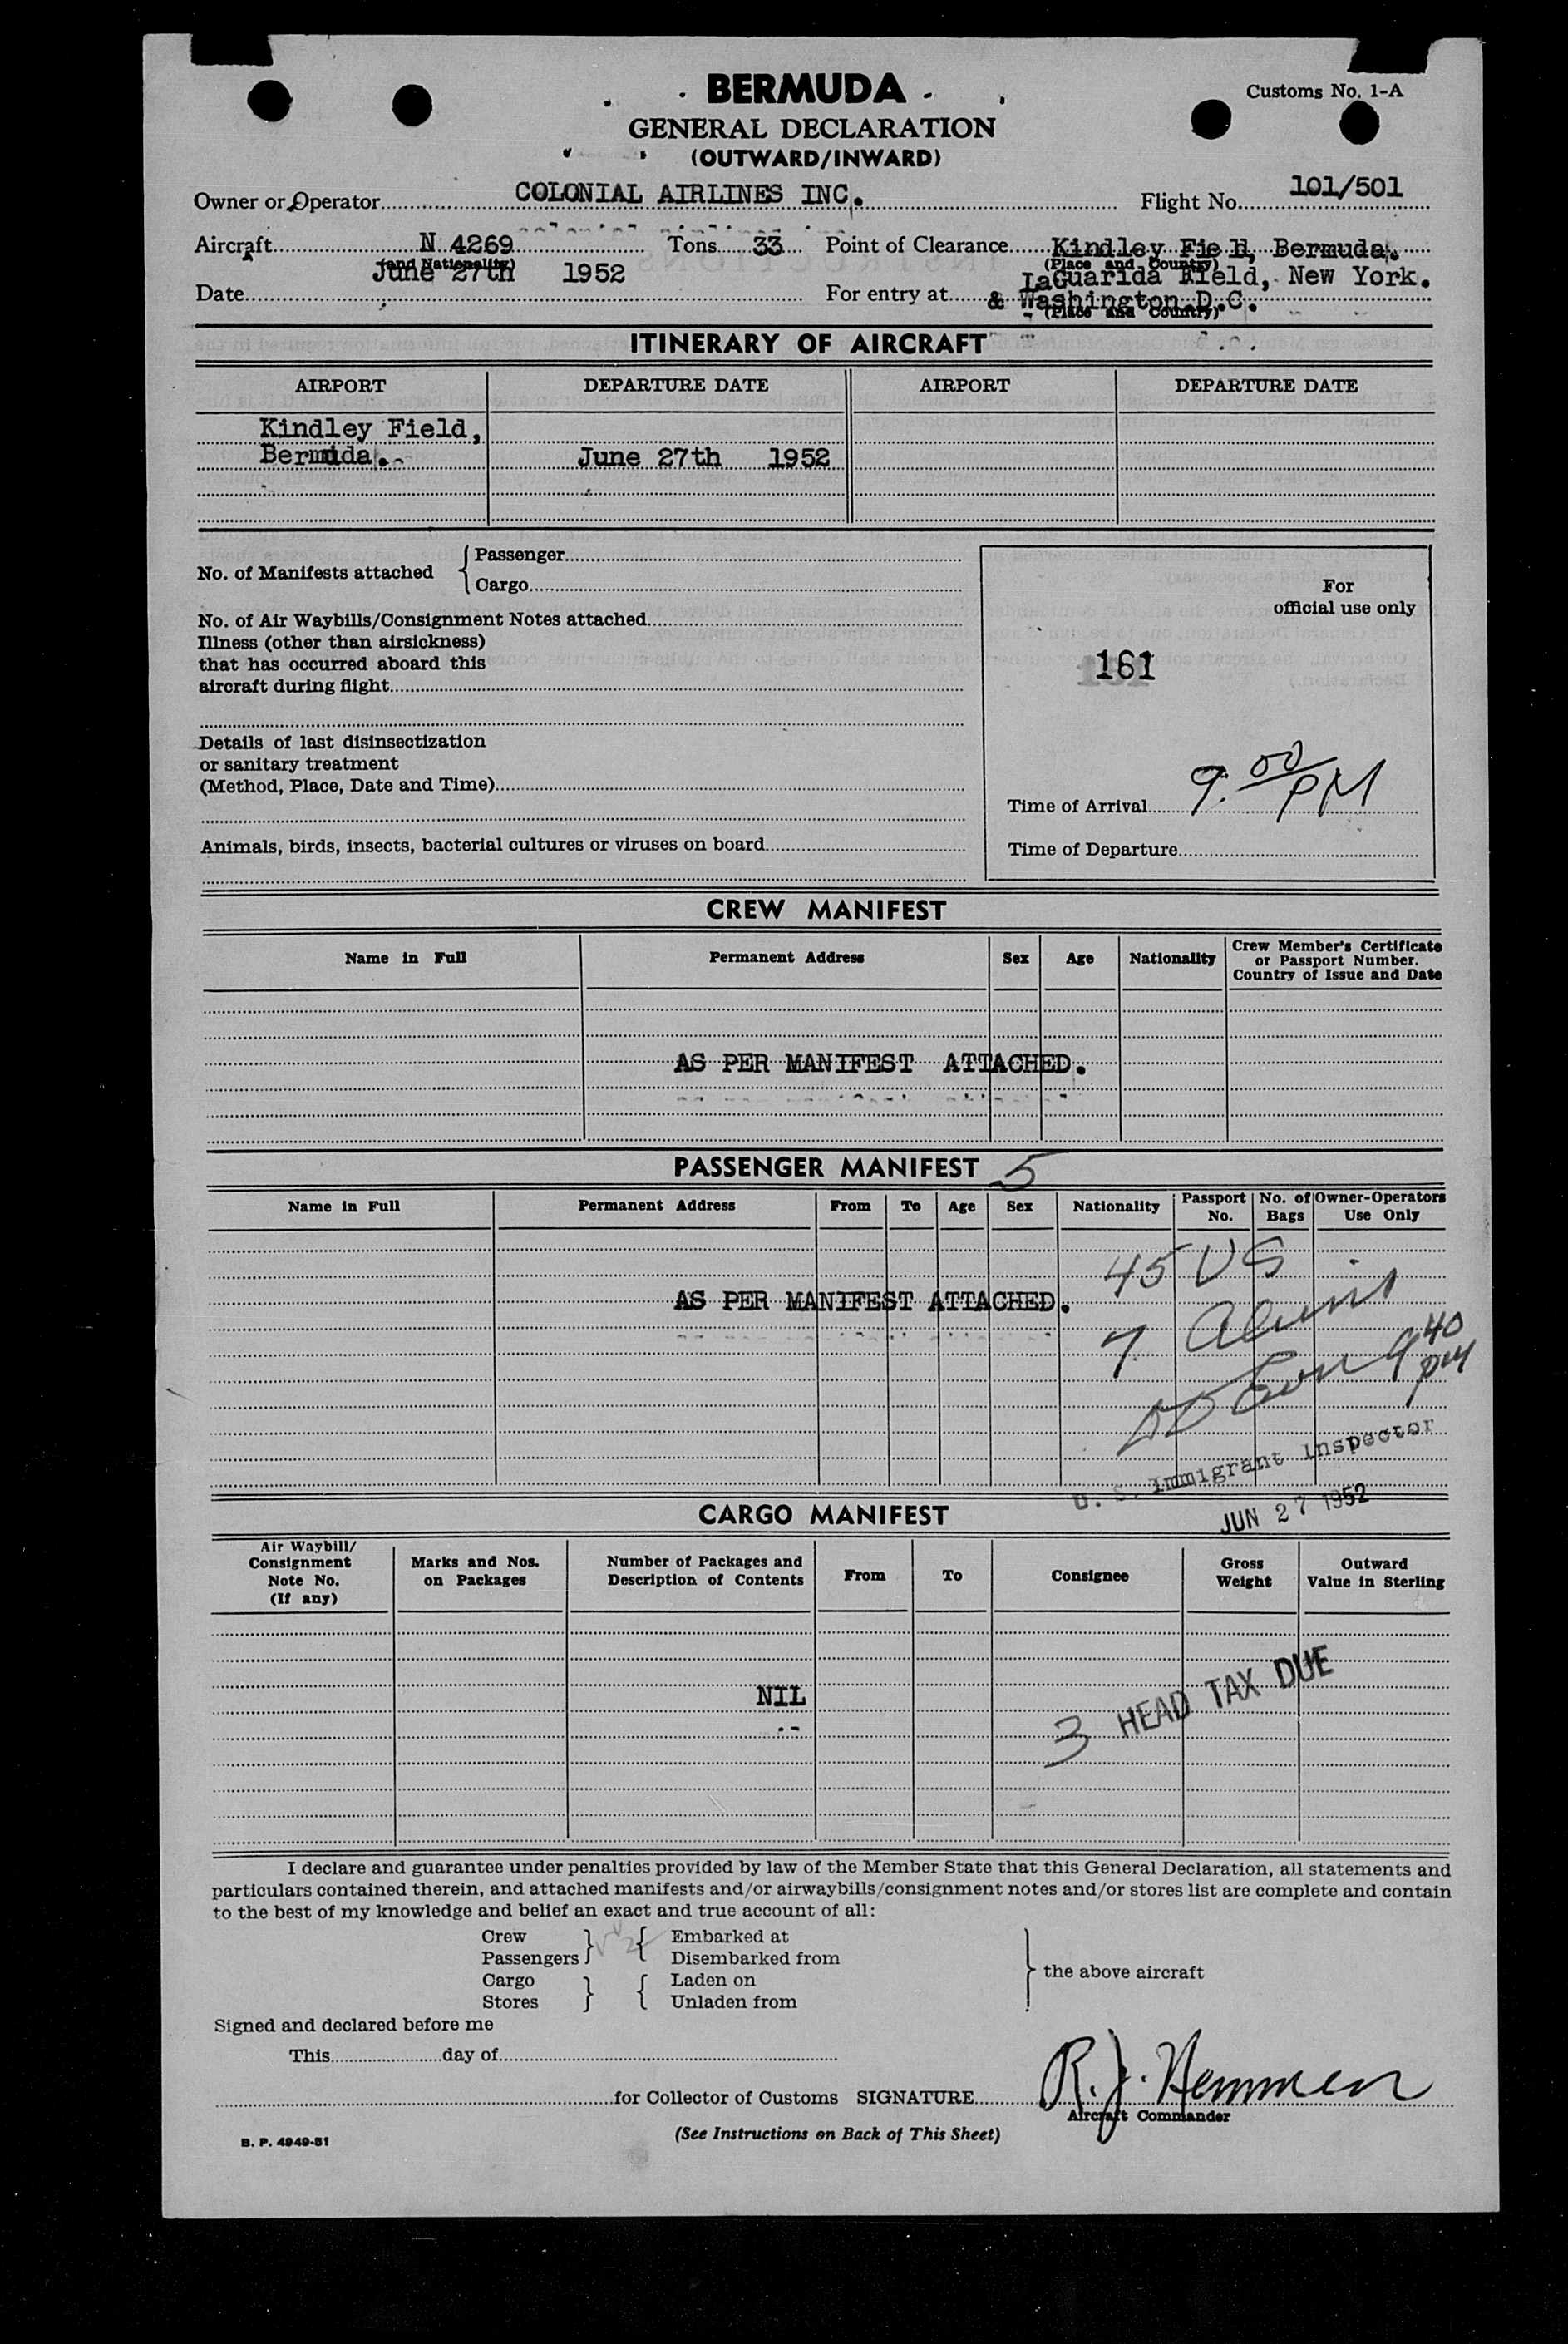 BERMUDA
Customs No. 1-A
GENERAL DECLARATION
(OUTWARD/INWARD)
Owner or Operator COLONIAL AIRLINES INC. Flight No. 101/501
Aircraft N 4269 Tons 33 Point of Clearance Kindley Field, Bermuda.
(and Nationality) (Place and Country)
Date June 27th 1952 For entry at LaGuarida Field, New York.
& Washington.D.C.
(Place and Country)
ITINERARY OF AIRCRAFT
AIRPORT DEPARTURE DATE AIRPORT DEPARTURE DATE
Kindley Field,
Bermuda. June 27th 1952
No. of Manifests attached { Passenger
Cargo
For
official use only
No. of Air Waybills/Consignment Notes attached
Illness (other than airsickness)
that has occurred aboard this
aircraft during flight
161
Details of last disinsectization
or sanitary treatment
(Method, Place, Date and Time)
Time of Arrival 9:00 PM
Animals, birds, insects, bacterial cultures or viruses on board
Time of Departure
CREW MANIFEST
Name in Full Permanent Address Sex Age Nationality Crew Member's Certificate
or Passport Number.
Country of Issue and Date
AS PER MANIFEST ATTACHED.
PASSENGER MANIFEST 5
Name in Full Permanent Address From To Age Sex Nationality Passport No. No. of Bags Owner-Operators Use Only
45 US
AS PER MANIFEST ATTACHED.
7
9 40 PM
U. S. Immigrant Inspector
JUN 27 1952
CARGO MANIFEST
Air Waybill/
Consignment
Note No.
(If any)
Marks and Nos.
on Packages
Number of Packages and
Description of Contents
From To Consignee
Gross
Weight
Outward
Value in Sterling
NIL
3 HEAD TAX DUE
I declare and guarantee under penalties provided by law of the Member State that this General Declaration, all statements and
particulars contained therein, and attached manifests and/or airwaybills/consignment notes and/or stores list are complete and contain
to the best of my knowledge and belief an exact and true account of all:
Crew } { Embarked at
Passengers } { Disembarked from
Cargo } { Laden on
Stores } { Unladen from
} the above aircraft
Signed and declared before me
This day of
for Collector of Customs SIGNATURE R. J. Hemmen
Aircraft Commander
B. P. 4949-51
(See Instructions on Back of This Sheet)